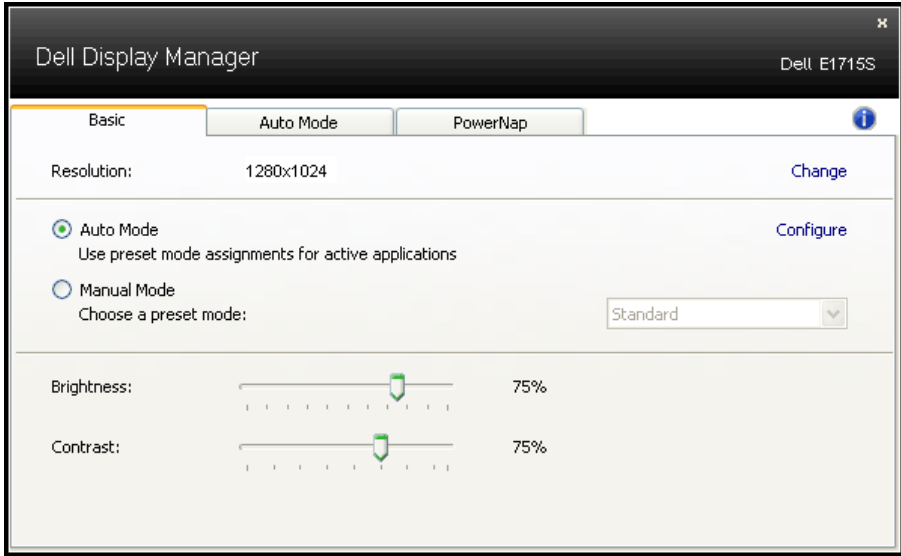 Dell Display Manager
Dell E1715S
Basic
Auto Mode
PowerNap
Resolution:
1280x1024
Change
Auto Mode
Configure
Use preset mode assignments for active applications
Manual Mode
Choose a preset mode:
Standard
Brightness:
75%
Contrast:
75%